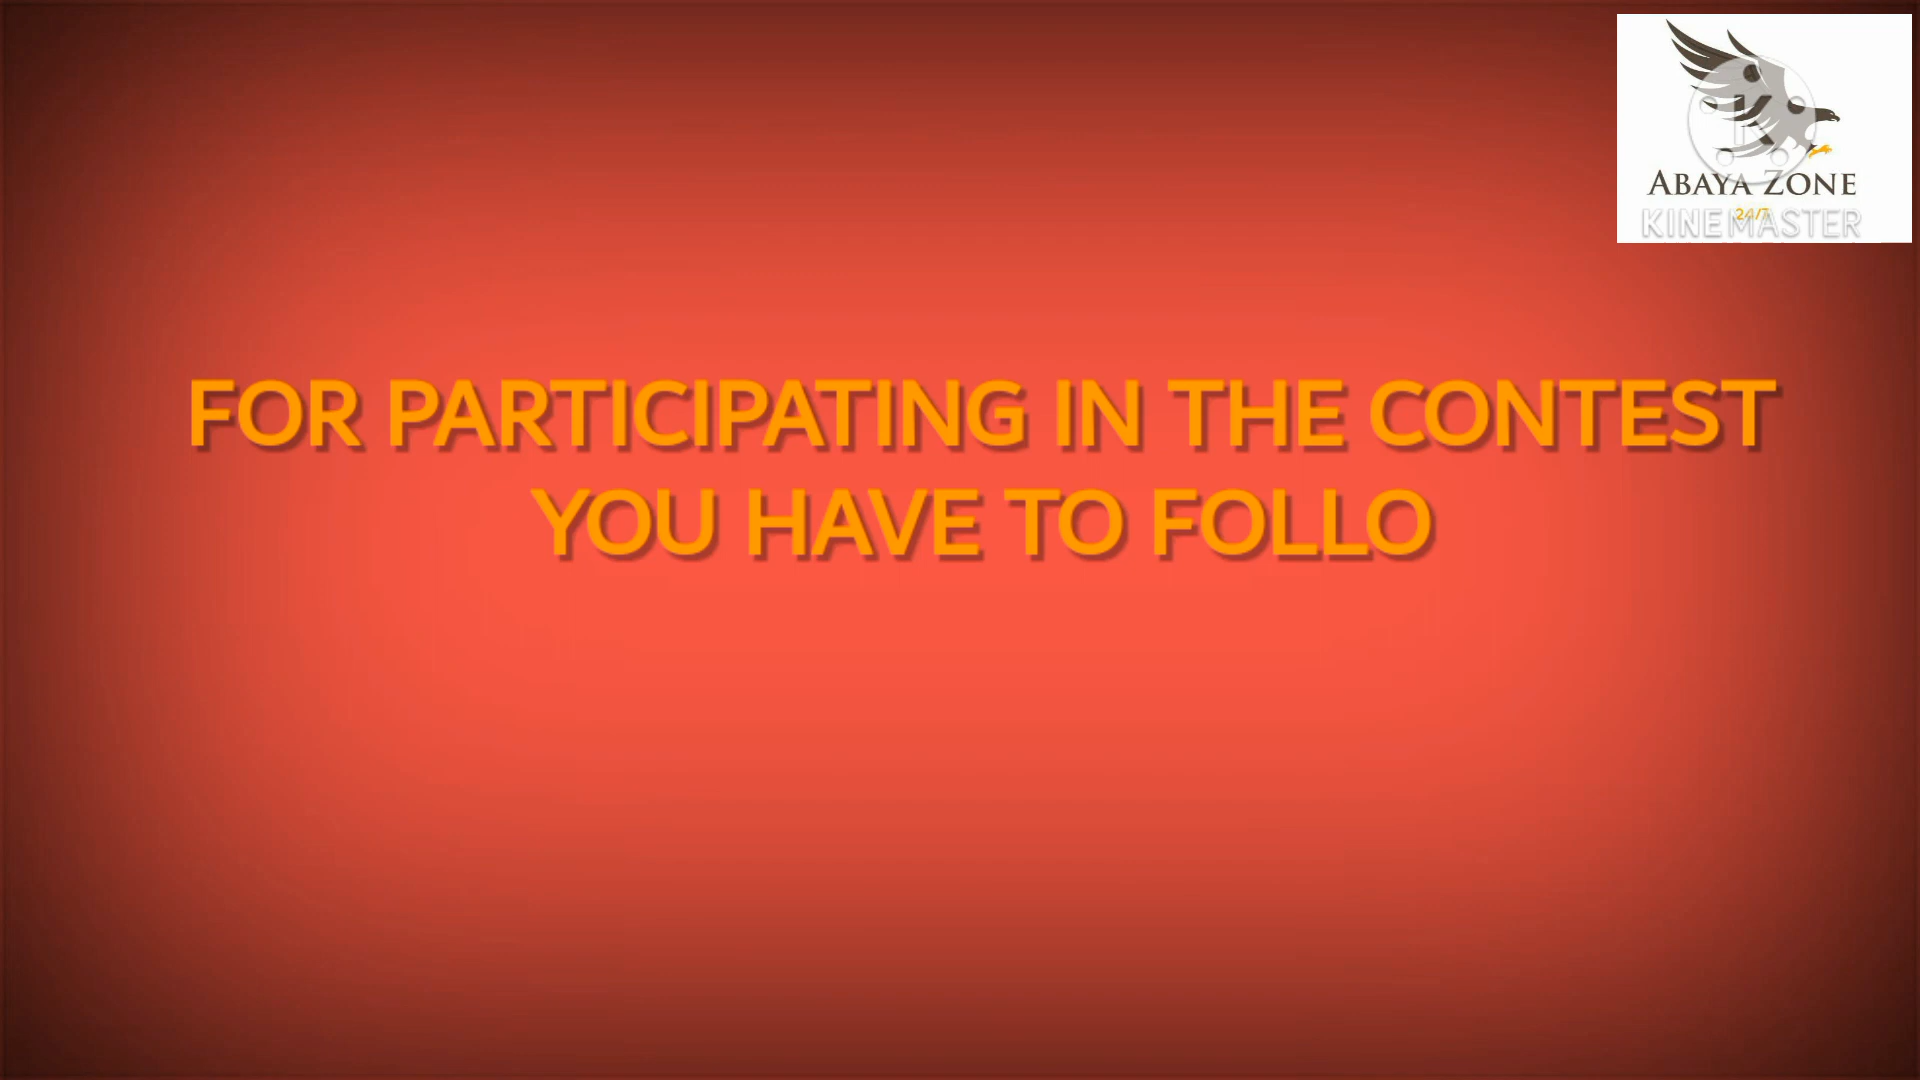 ABAYA ZONE
24/7
KINEMASTER
FOR PARTICIPATING IN THE CONTEST
YOU HAVE TO FOLLO